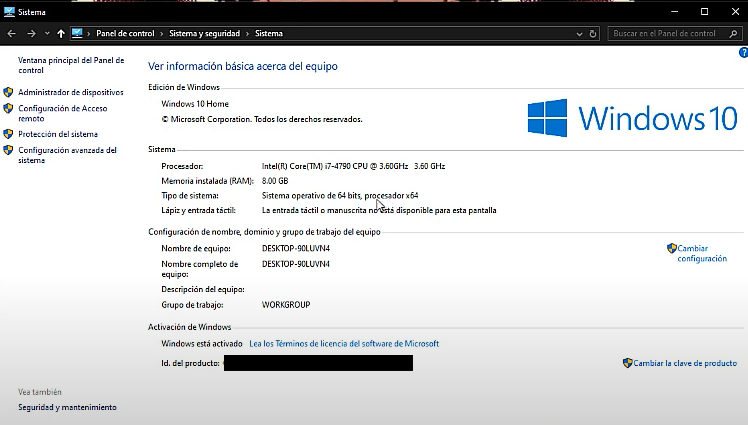 Sistema
Panel de control > Sistema y seguridad > Sistema
Buscar en el Panel de control
Ventana principal del Panel de control
Administrador de dispositivos
Configuración de Acceso remoto
Protección del sistema
Configuración avanzada del sistema
Ver información básica acerca del equipo
Edición de Windows
Windows 10 Home
© Microsoft Corporation. Todos los derechos reservados.
Windows 10
Sistema
Procesador: Intel(R) Core(TM) i7-4790 CPU @ 3.60GHz 3.60 GHz
Memoria instalada (RAM): 8.00 GB
Tipo de sistema: Sistema operativo de 64 bits, procesador x64
Lápiz y entrada táctil: La entrada táctil o manuscrita no está disponible para esta pantalla
Configuración de nombre, dominio y grupo de trabajo del equipo
Nombre de equipo: DESKTOP-90LUVN4
Cambiar configuración
Nombre completo de equipo: DESKTOP-90LUVN4
Descripción del equipo:
Grupo de trabajo: WORKGROUP
Activación de Windows
Windows está activado Lea los Términos de licencia del software de Microsoft
Id. del producto:
Cambiar la clave de producto
Vea también
Seguridad y mantenimiento